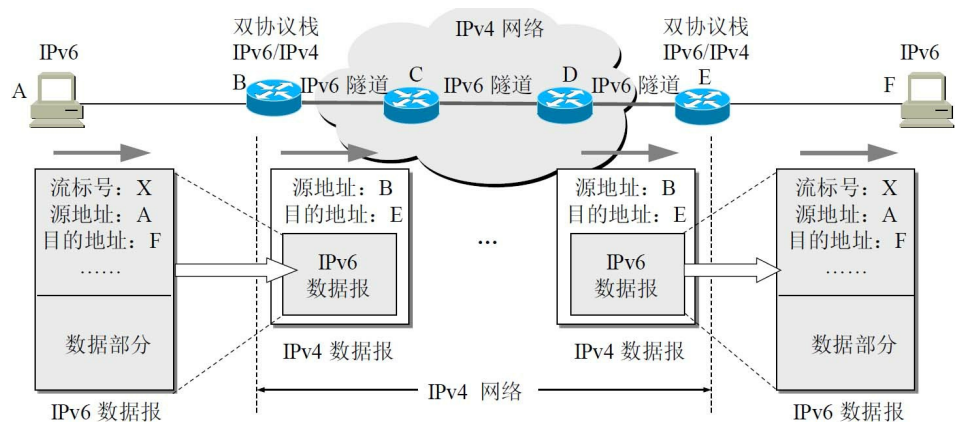 IPv6
双协议栈
IPv6/IPv4
IPv4 网络
双协议栈
IPv6/IPv4
IPv6
A
B
IPv6 隧道
C
IPv6 隧道
D
IPv6 隧道
E
F
流标号：X
源地址：A
目的地址：F
……
数据部分
IPv6 数据报
源地址：B
目的地址：E
IPv6
数据报
IPv4 数据报
...
源地址：B
目的地址：E
IPv6
数据报
IPv4 数据报
流标号：X
源地址：A
目的地址：F
……
数据部分
IPv6 数据报
IPv4 网络